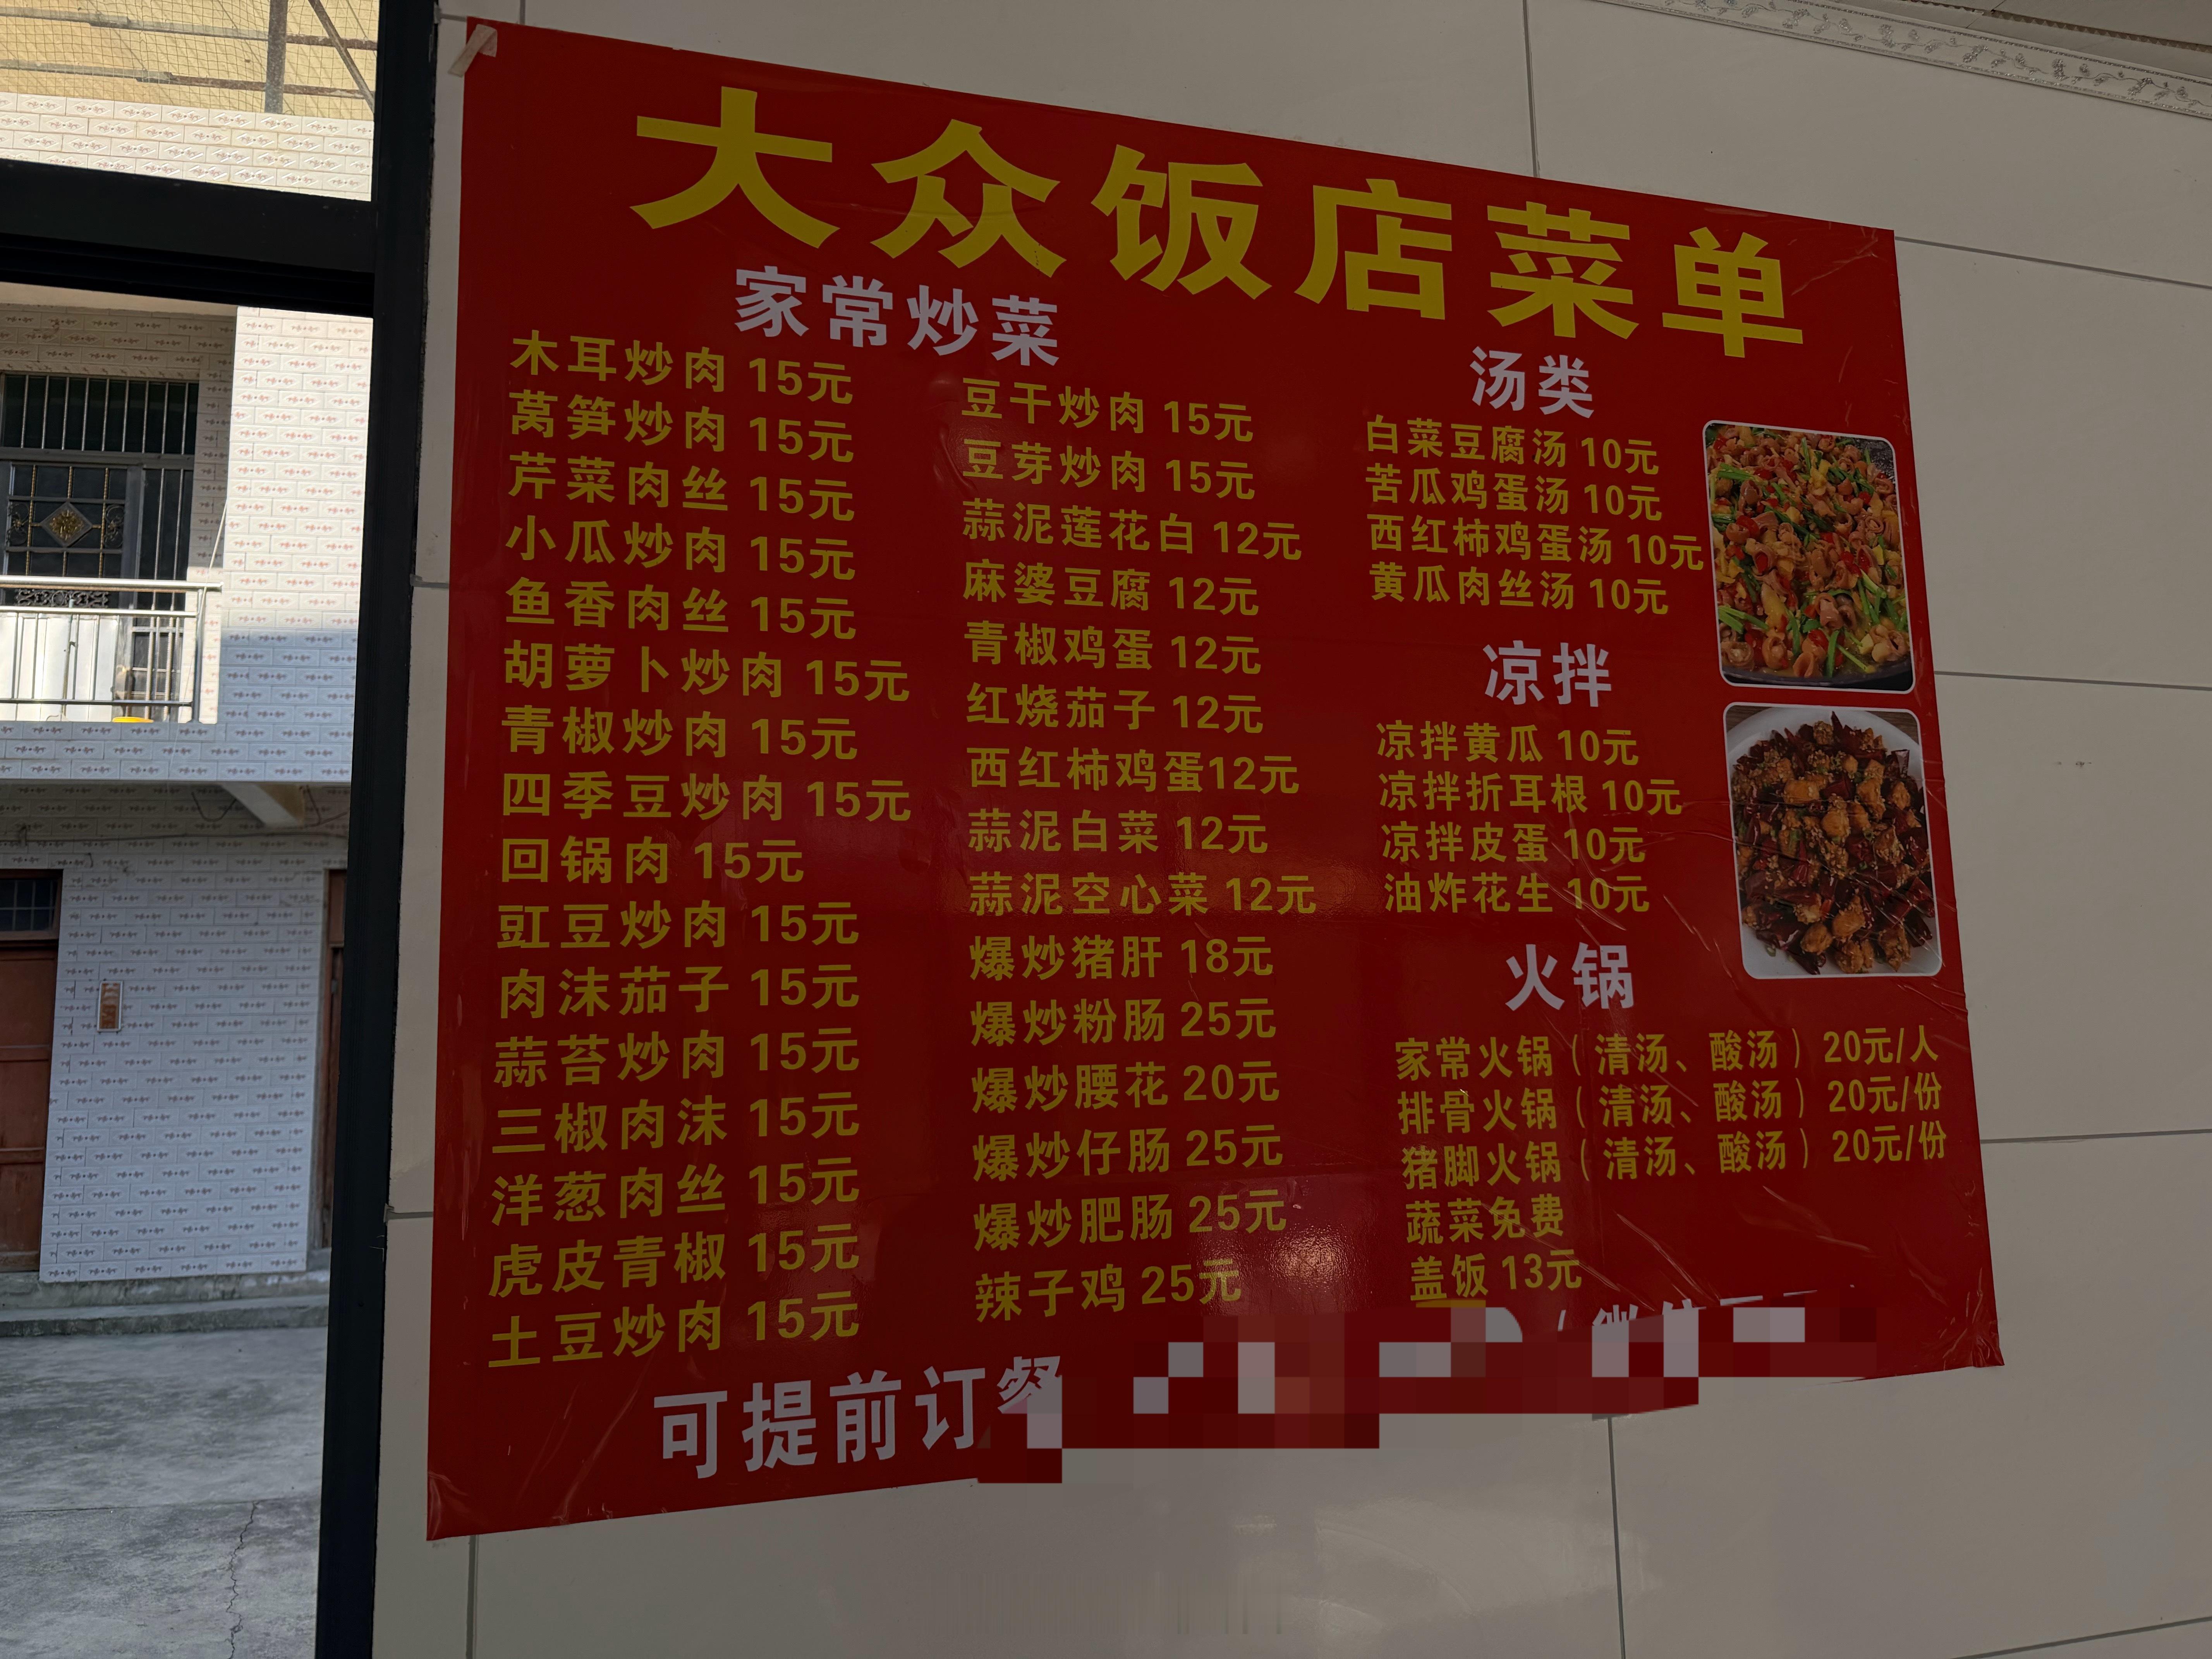 大众饭店菜单
家常炒菜
木耳炒肉 15元
莴笋炒肉 15元
芹菜肉丝 15元
小瓜炒肉 15元
鱼香肉丝 15元
胡萝卜炒肉 15元
青椒炒肉 15元
四季豆炒肉 15元
回锅肉 15元
豇豆炒肉 15元
肉沫茄子 15元
蒜苔炒肉 15元
三椒肉沫 15元
洋葱肉丝 15元
虎皮青椒 15元
土豆炒肉 15元
豆干炒肉 15元
豆芽炒肉 15元
蒜泥莲花白 12元
麻婆豆腐 12元
青椒鸡蛋 12元
红烧茄子 12元
西红柿鸡蛋12元
蒜泥白菜 12元
蒜泥空心菜 12元
爆炒猪肝 18元
爆炒粉肠 25元
爆炒腰花 20元
爆炒仔肠 25元
爆炒肥肠 25元
辣子鸡 25元
汤类
白菜豆腐汤 10元
苦瓜鸡蛋汤 10元
西红柿鸡蛋汤 10元
黄瓜肉丝汤 10元
凉拌
凉拌黄瓜 10元
凉拌折耳根 10元
凉拌皮蛋 10元
油炸花生 10元
火锅
家常火锅（清汤、酸汤）20元/人
排骨火锅（清汤、酸汤）20元/份
猪脚火锅（清汤、酸汤）20元/份
蔬菜免费
盖饭 13元
可提前订餐